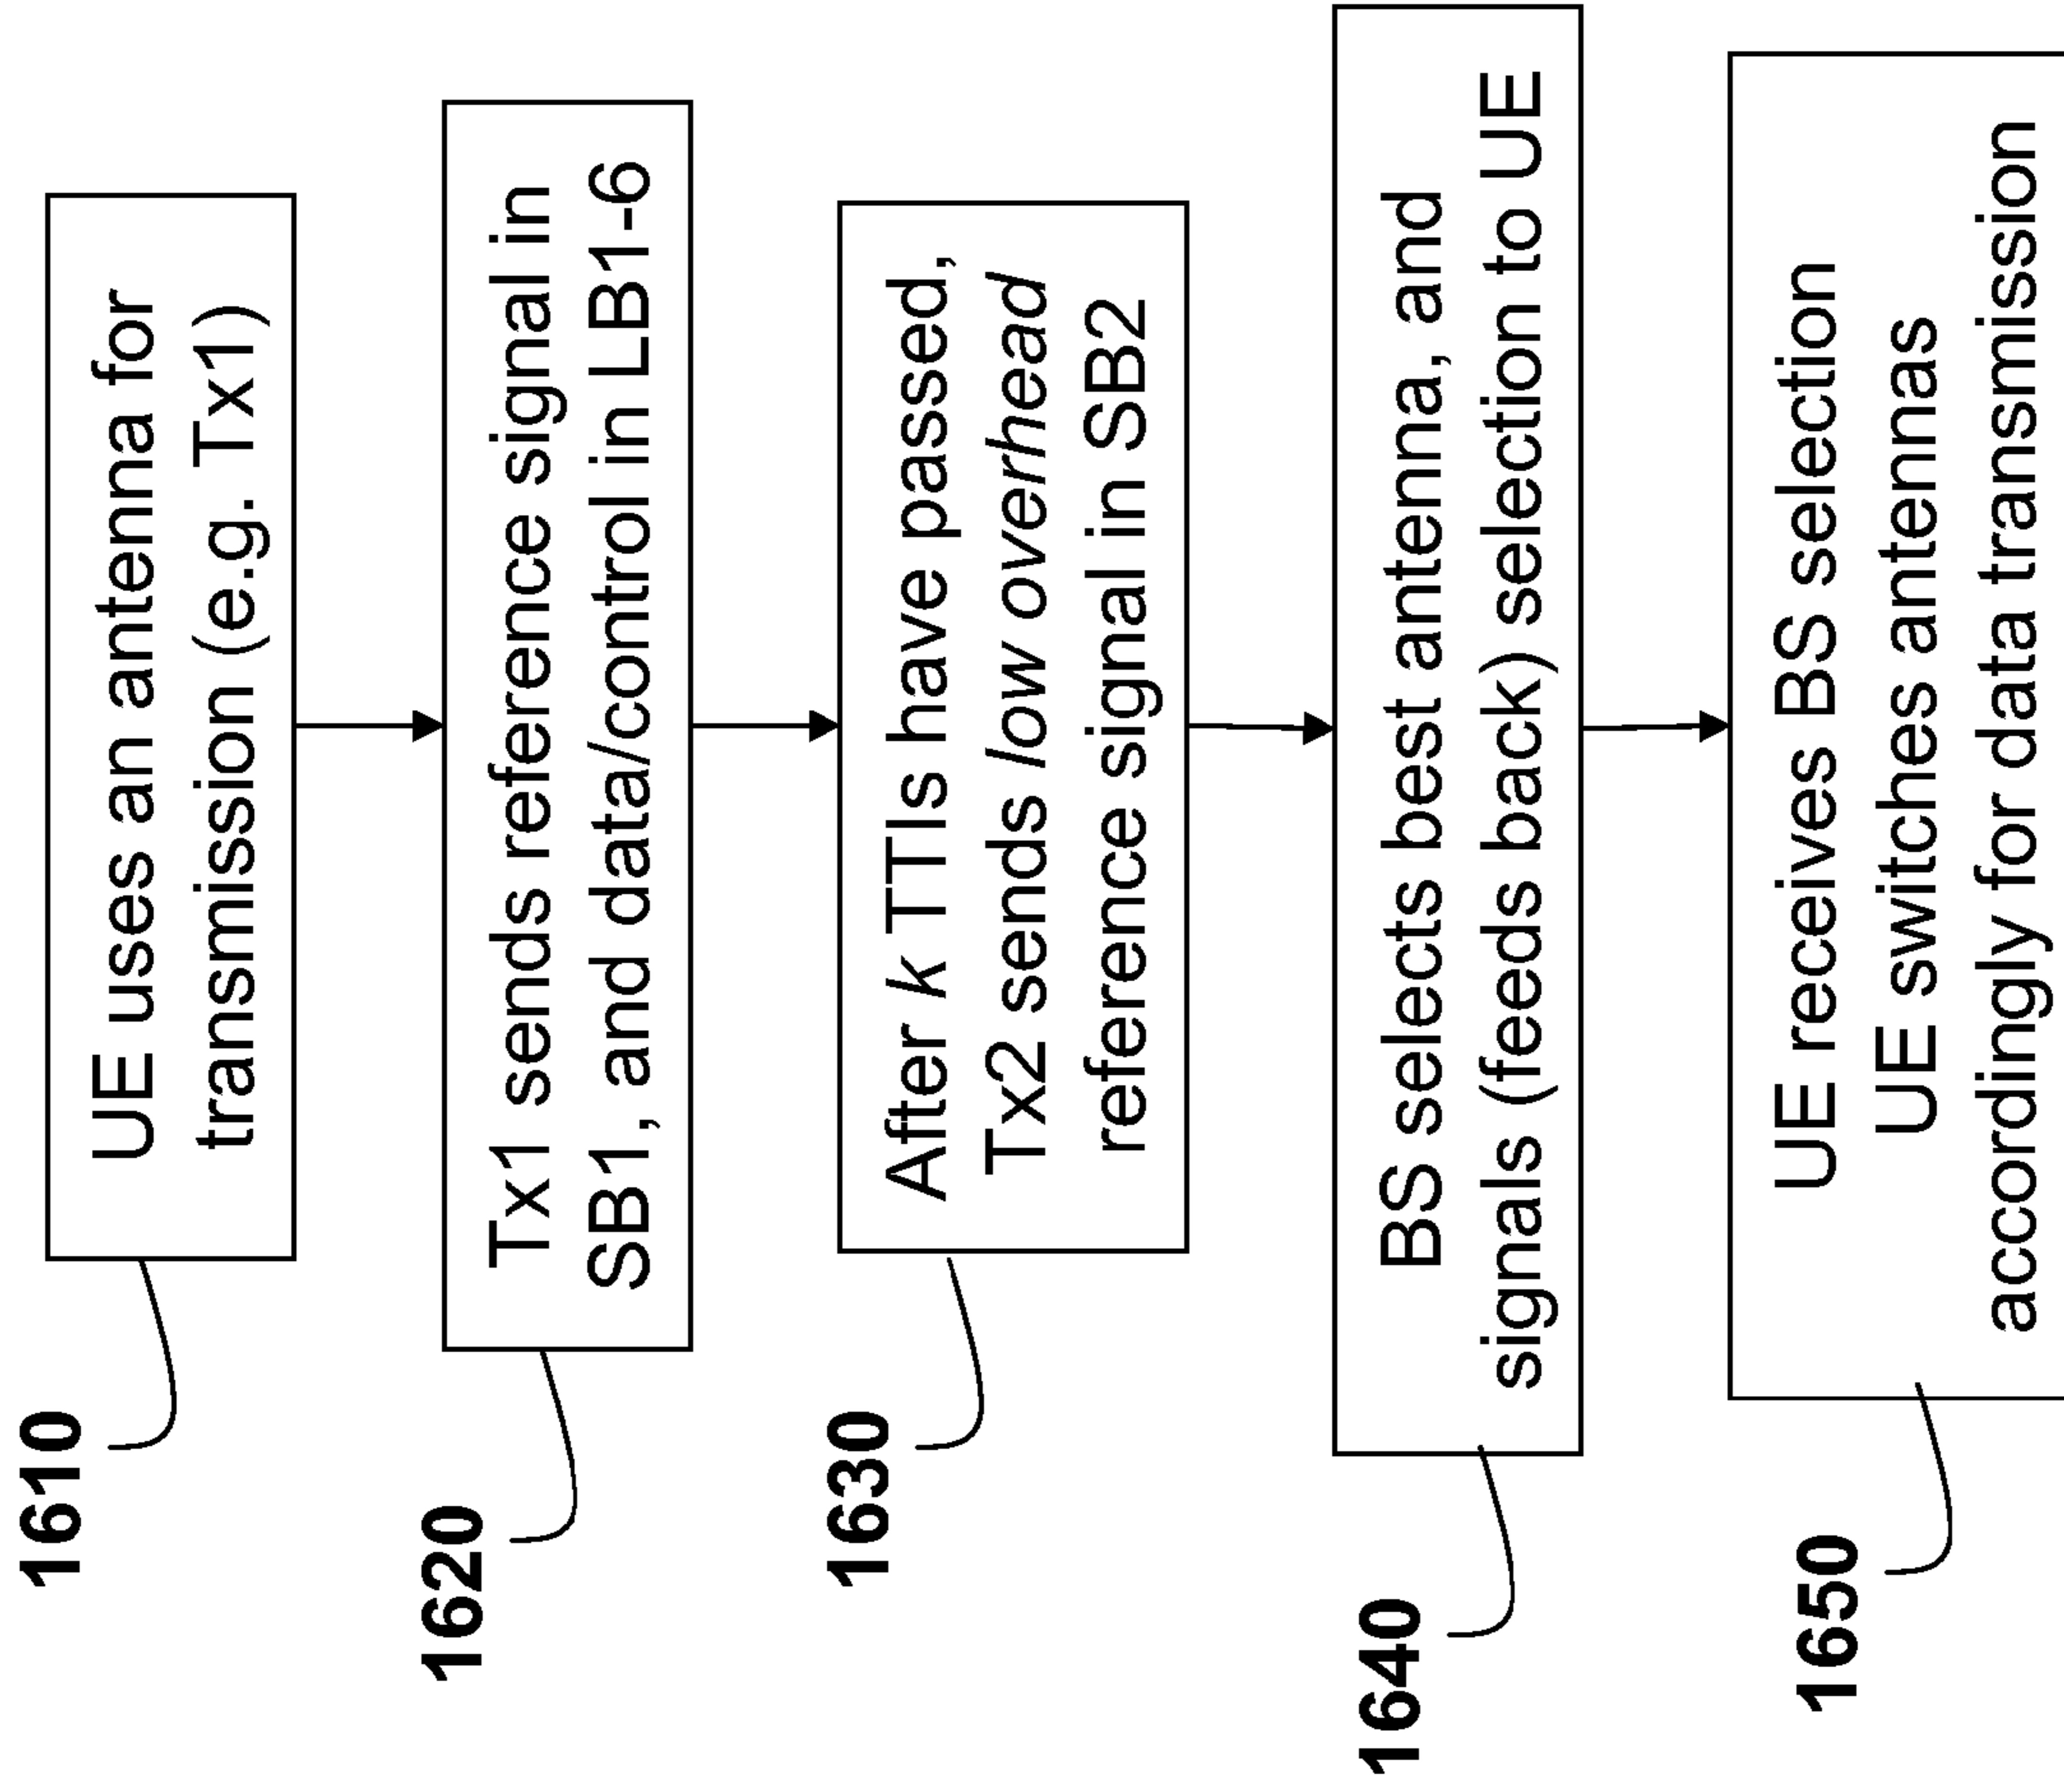 1610
UE uses an antenna for
transmission (e.g. Tx1)
1620
Tx1 sends reference signal in
SB1, and data/control in LB1-6
1630
After k TTIs have passed,
Tx2 sends low overhead
reference signal in SB2
1640
BS selects best antenna, and
signals (feeds back) selection to UE
1650
UE receives BS selection
UE switches antennas
accordingly for data transmission